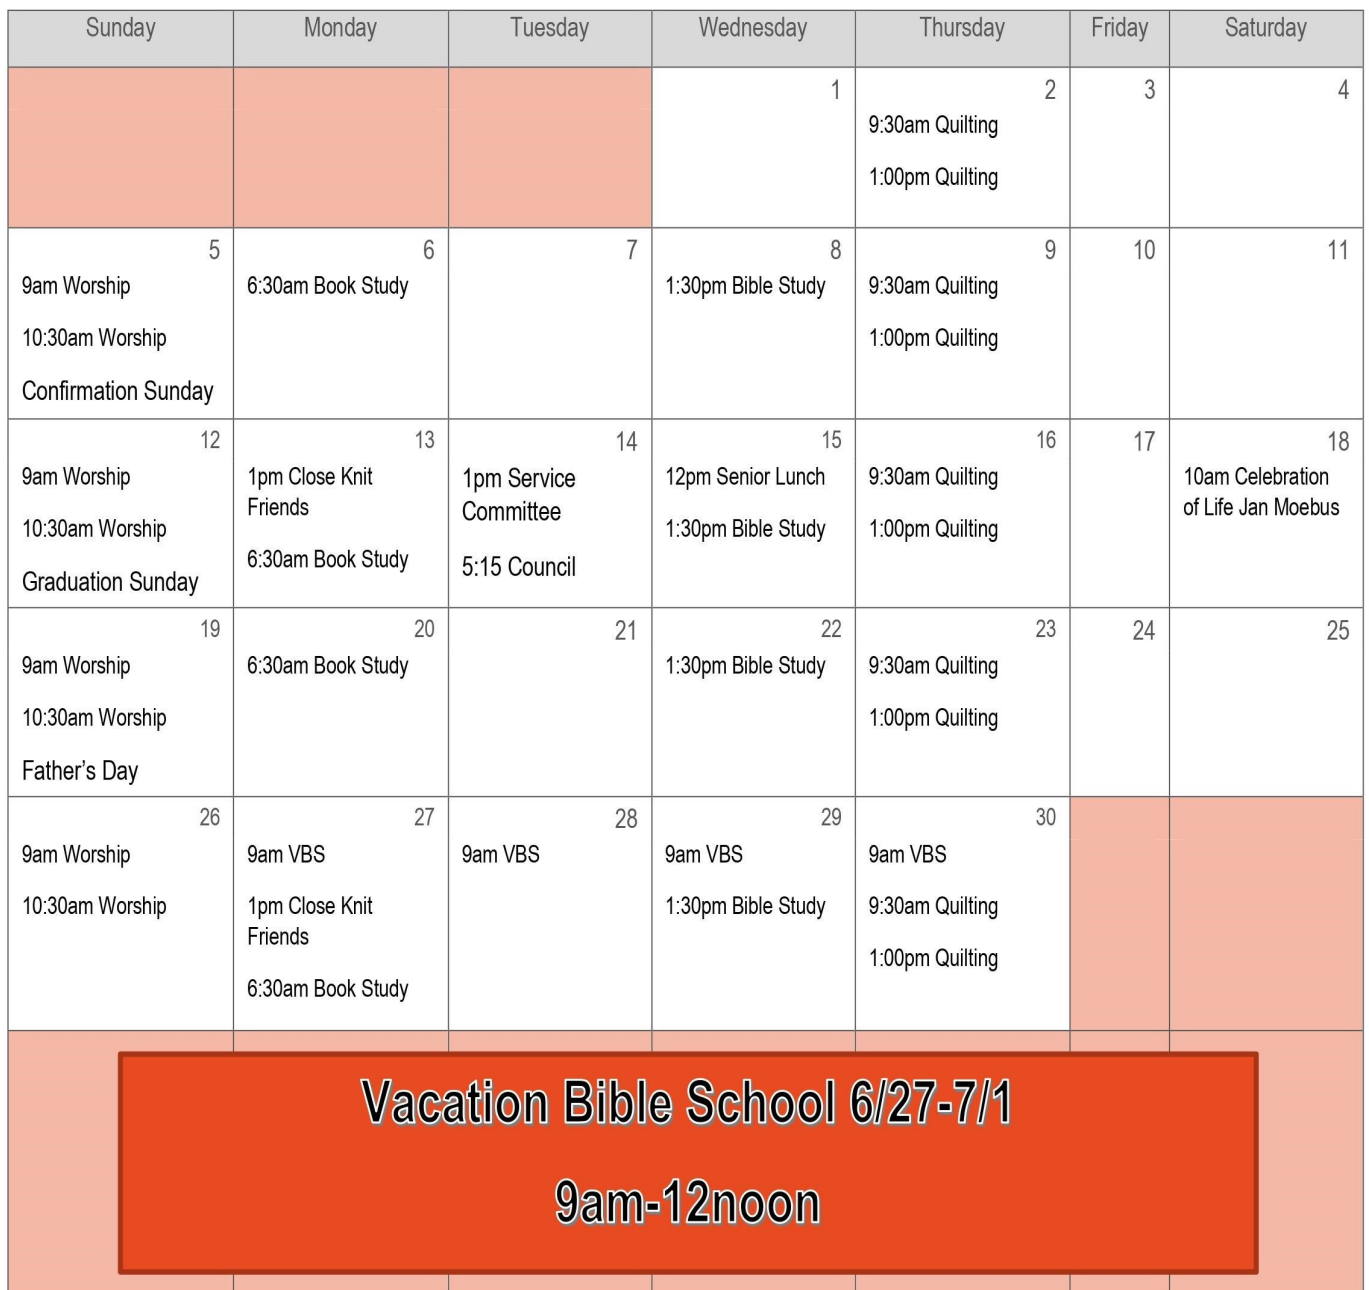 Sunday Monday Tuesday Wednesday Thursday Friday Saturday
1
2
9:30am Quilting
1:00pm Quilting
3
4
5
9am Worship
10:30am Worship
Confirmation Sunday
6
6:30am Book Study
7
8
1:30pm Bible Study
9
9:30am Quilting
1:00pm Quilting
10
11
12
9am Worship
10:30am Worship
Graduation Sunday
13
1pm Close Knit
Friends
6:30am Book Study
14
1pm Service
Committee
5:15 Council
15
12pm Senior Lunch
1:30pm Bible Study
16
9:30am Quilting
1:00pm Quilting
17
18
10am Celebration
of Life Jan Moebus
19
9am Worship
10:30am Worship
Father’s Day
20
6:30am Book Study
21
22
1:30pm Bible Study
23
9:30am Quilting
1:00pm Quilting
24
25
26
9am Worship
10:30am Worship
27
9am VBS
1pm Close Knit
Friends
6:30am Book Study
28
9am VBS
29
9am VBS
1:30pm Bible Study
30
9am VBS
9:30am Quilting
1:00pm Quilting
Vacation Bible School 6/27-7/1
9am-12noon